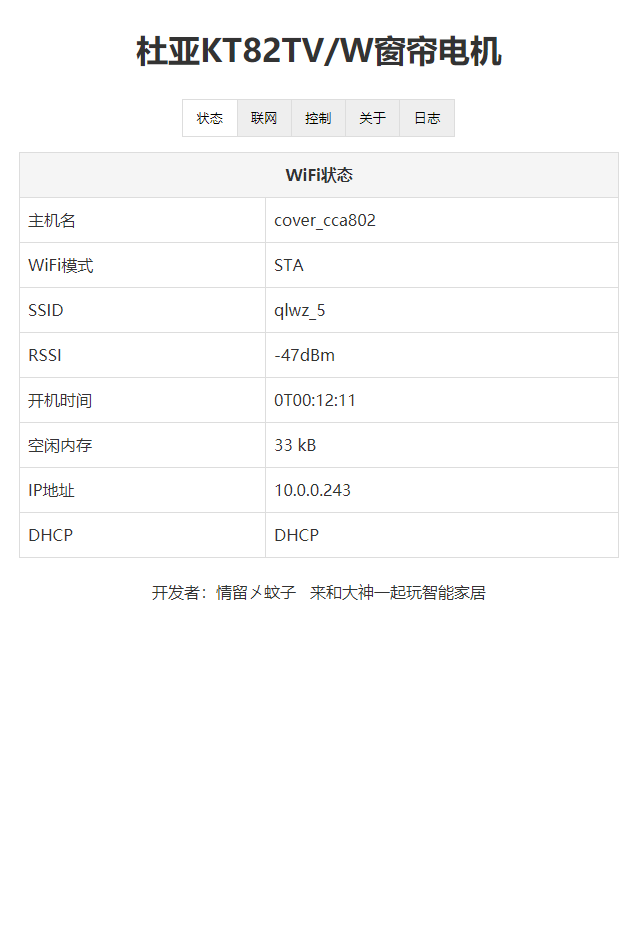 杜亚KT82TV/W窗帘电机
状态 联网 控制 关于 日志
WiFi状态
主机名 cover_cca802
WiFi模式 STA
SSID qlwz_5
RSSI -47dBm
开机时间 0T00:12:11
空闲内存 33 kB
IP地址 10.0.0.243
DHCP DHCP
开发者：情留メ蚊子 来和大神一起玩智能家居